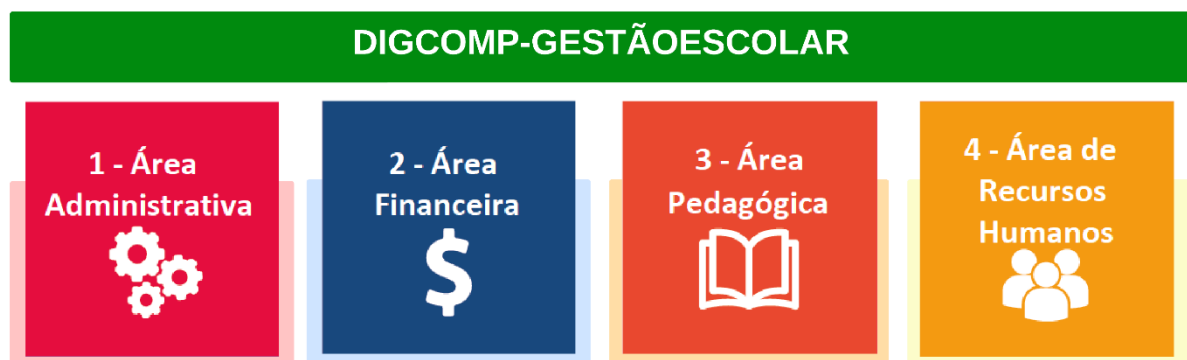 DIGCOMP-GESTÃOESCOLAR
1 - Área
Administrativa
2 - Área
Financeira
3 - Área
Pedagógica
4 - Área de
Recursos
Humanos